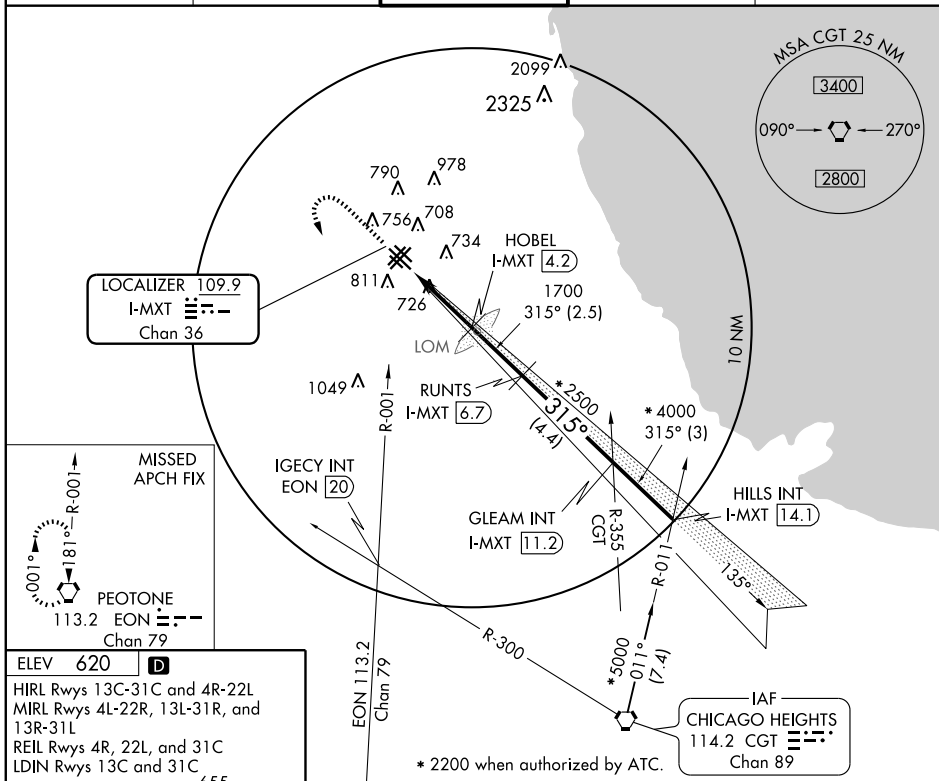 MSA CGT 25 NM
3400
090°
270°
2800
2099
2325
790
978
756
708
734
811
726
1049
HOBEL
I-MXT 4.2
1700
315° (2.5)
LOCALIZER 109.9
I-MXT
Chan 36
LOM
10 NM
RUNTS
I-MXT 6.7
*2500
315°
(4.4)
*4000
315° (3)
R-001
MISSED
APCH FIX
R-001
001°
181°
PEOTONE
113.2 EON
Chan 79
IGECY INT
EON 20
GLEAM INT
I-MXT 11.2
R-355
CGT
HILLS INT
I-MXT 14.1
R-011
135°
R-300
*5000
011°
(7.4)
EON 113.2
Chan 79
IAF
CHICAGO HEIGHTS
114.2 CGT
Chan 89
* 2200 when authorized by ATC.
ELEV 620 D
HIRL Rwys 13C-31C and 4R-22L
MIRL Rwys 4L-22R, 13L-31R, and
13R-31L
REIL Rwys 4R, 22L, and 31C
LDIN Rwys 13C and 31C